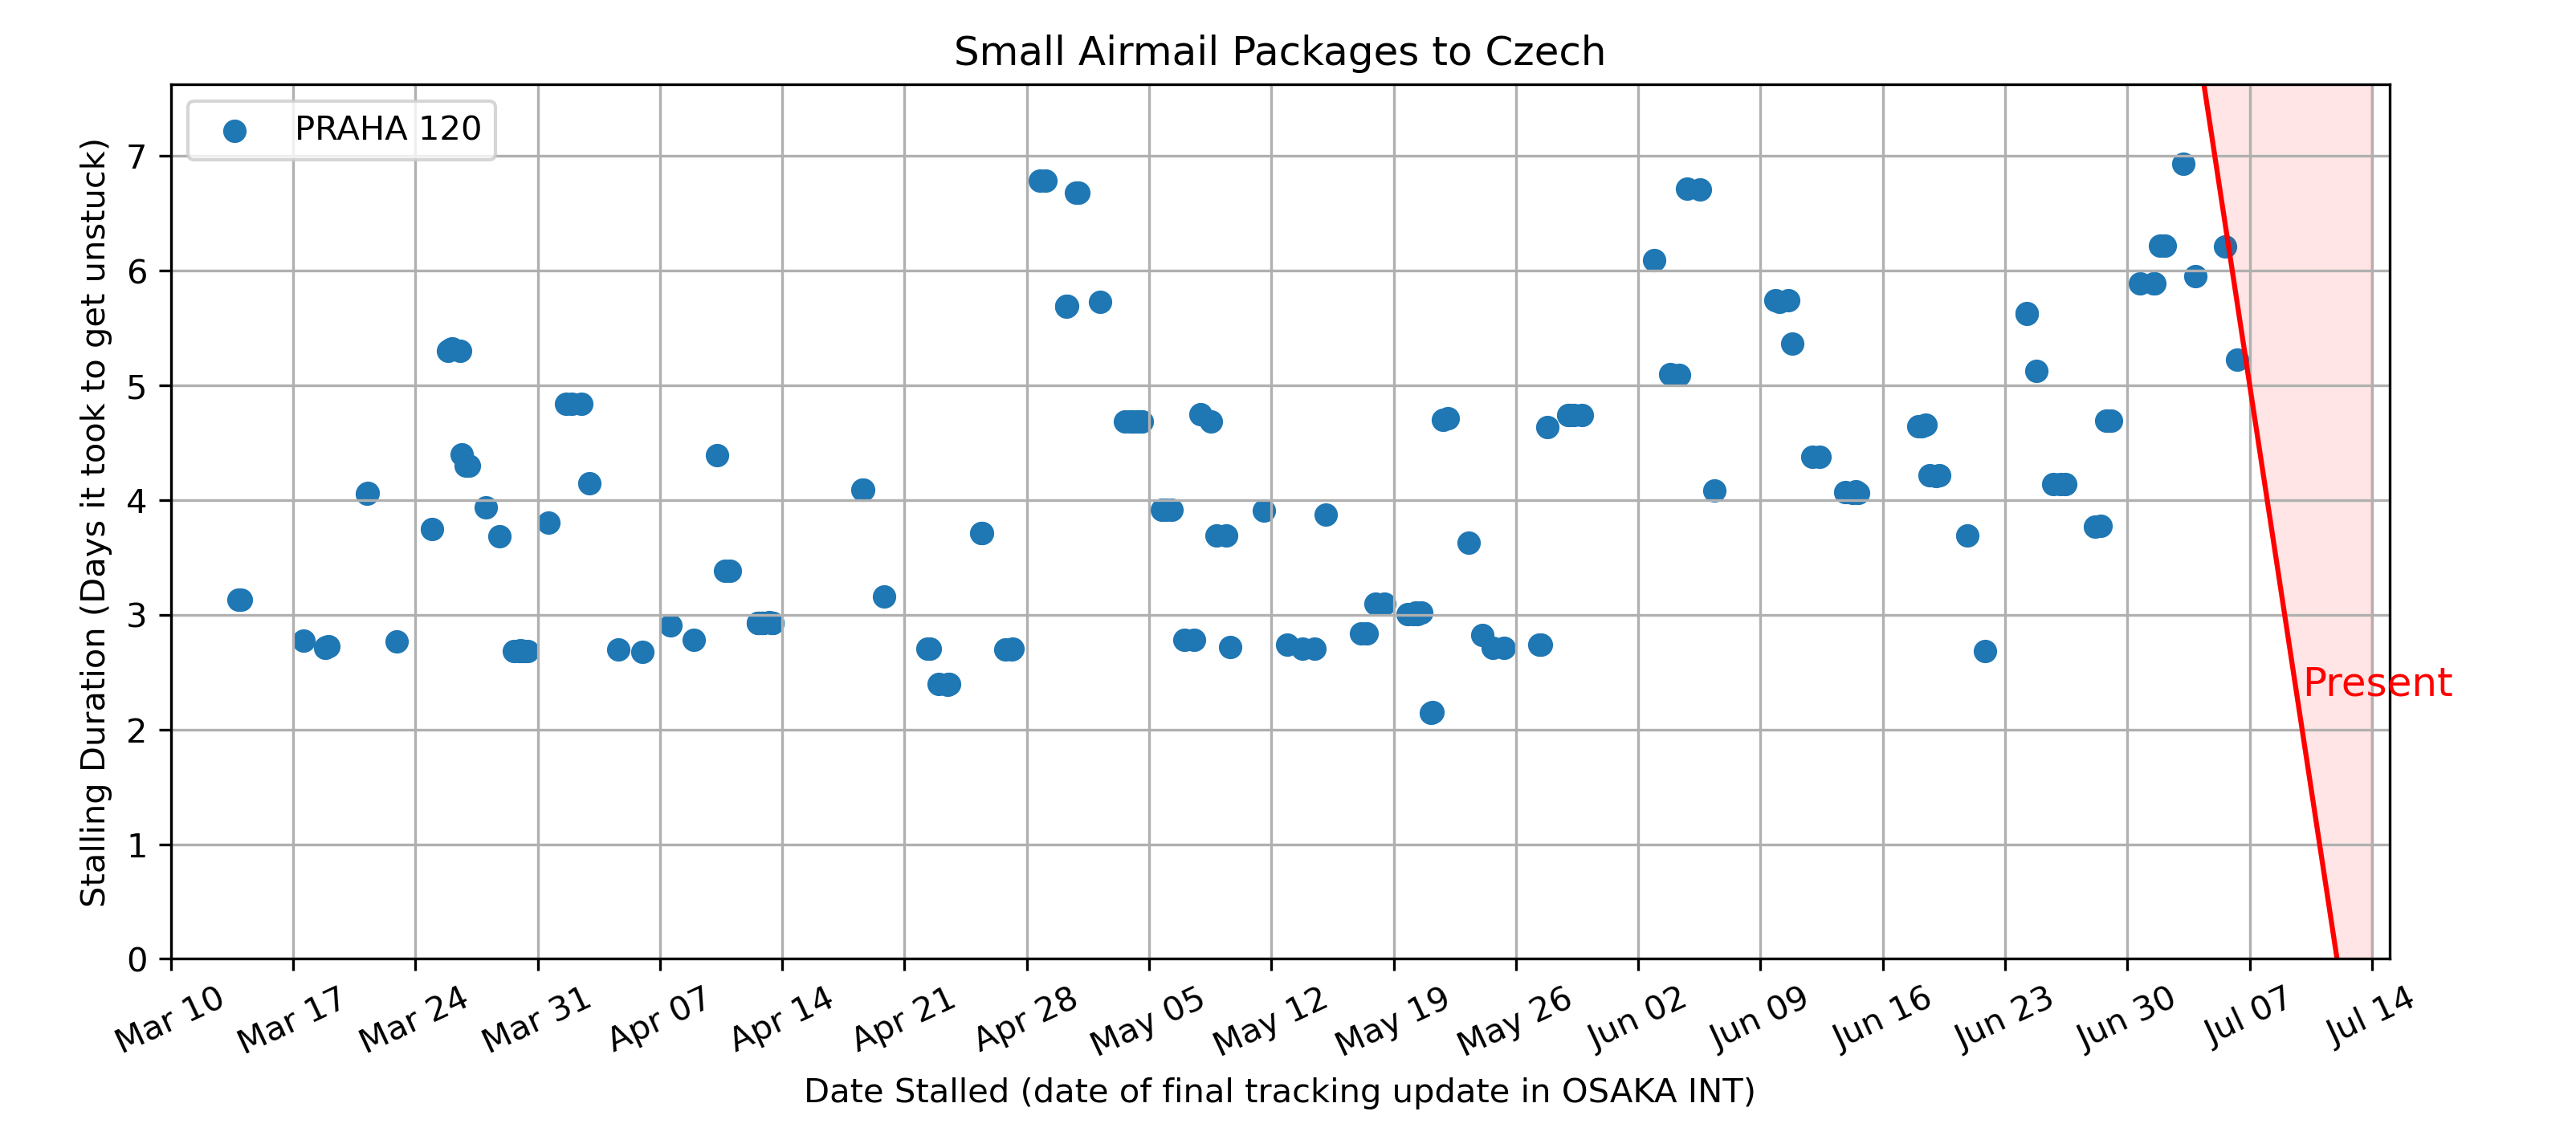 Small Airmail Packages to Czech
PRAHA 120
Stalling Duration (Days it took to get unstuck)
7
6
5
4
3
2
1
0
Present
Mar 10
Mar 17
Mar 24
Mar 31
Apr 07
Apr 14
Apr 21
Apr 28
May 05
May 12
May 19
May 26
Jun 02
Jun 09
Jun 16
Jun 23
Jun 30
Jul 07
Jul 14
Date Stalled (date of final tracking update in OSAKA INT)